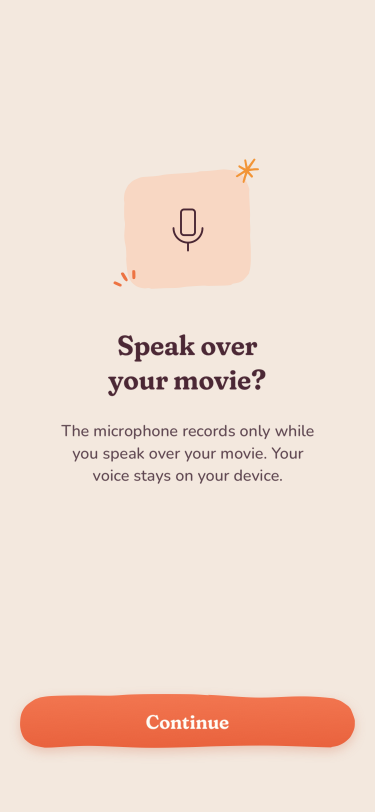 Speak over
your movie?
The microphone records only while
you speak over your movie. Your
voice stays on your device.
Continue